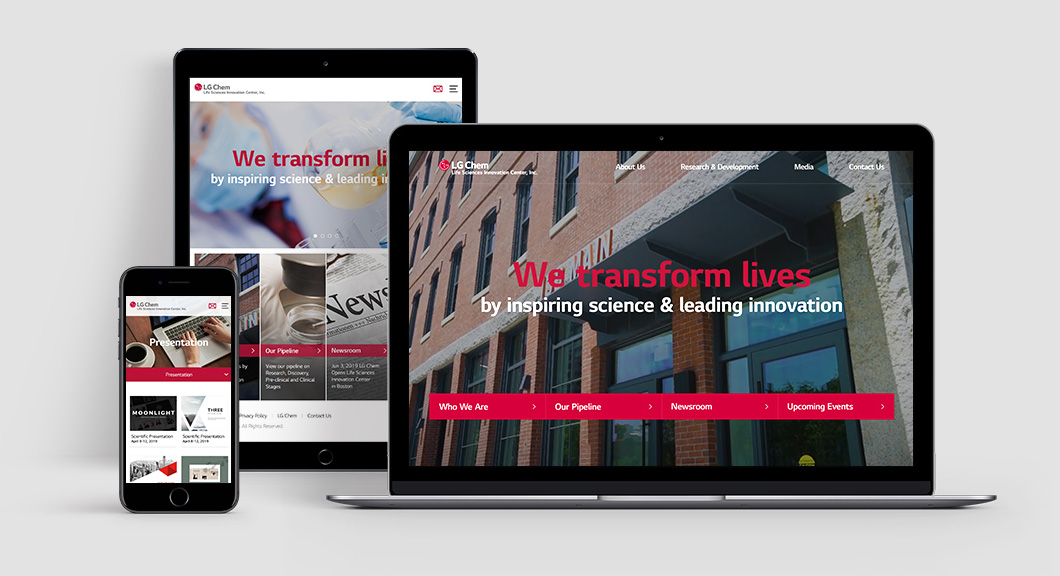 LG Chem
Life Sciences Innovation Center, Inc.
We transform li
by inspiring science & leading i
News
Our Pipeline
Newsroom
s by
View our pipeline on
Research, Discovery,
Pre-clinical and Clinical
Stages
Jun 3, 2019 LG Chem
Opens Life Sciences
Innovation Center
in Boston
Privacy Policy
LG Chem
Contact Us
All Rights Reserved
LG Chem
Life Sciences Innovation Center, Inc.
Presentation
Presentation
MOONLIGHT
THREE
Scientific Presentation
April 9-13, 2019
Scientific Presentation
April 8-13, 2019
LG Chem
Life Sciences Innovation Center, Inc.
About Us
Research & Development
Media
Contact Us
MAN
We transform lives
by inspiring science & leading innovation
Who We Are
Our Pipeline
Newsroom
Upcoming Events